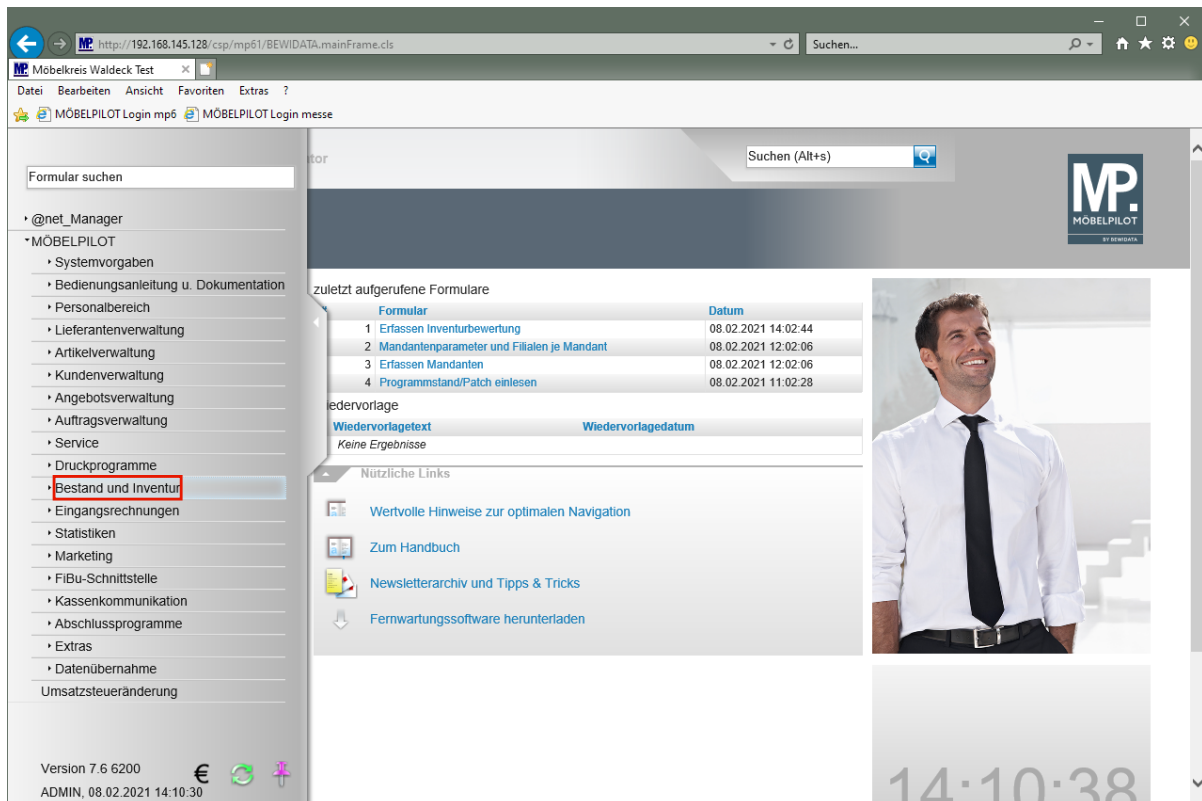 http://192.168.145.128/csp/mp61/BEWIDATA.mainFrame.cls
Suchen...
MP. Möbelkreis Waldeck Test
Datei Bearbeiten Ansicht Favoriten Extras ?
MÖBELPILOT Login mp6 MÖBELPILOT Login messe
Formular suchen
@net_Manager
MÖBELPILOT
Systemvorgaben
Bedienungsanleitung u. Dokumentation
Personalbereich
Lieferantenverwaltung
Artikelverwaltung
Kundenverwaltung
Angebotsverwaltung
Auftragsverwaltung
Service
Druckprogramme
Bestand und Inventur
Eingangsrechnungen
Statistiken
Marketing
FiBu-Schnittstelle
Kassenkommunikation
Abschlussprogramme
Extras
Datenübernahme
Umsatzsteueränderung
Version 7.6 6200
€
ADMIN, 08.02.2021 14:10:30
tor
Suchen (Alt+s)
MP.
MÖBELPILOT
BY BEWIDATA
zuletzt aufgerufene Formulare
Formular Datum
1 Erfassen Inventurbewertung 08.02.2021 14:02:44
2 Mandantenparameter und Filialen je Mandant 08.02.2021 12:02:06
3 Erfassen Mandanten 08.02.2021 12:02:06
4 Programmstand/Patch einlesen 08.02.2021 11:02:28
iedervorlage
Wiedervorlagetext Wiedervorlagedatum
Keine Ergebnisse
Nützliche Links
Wertvolle Hinweise zur optimalen Navigation
Zum Handbuch
Newsletterarchiv und Tipps & Tricks
Fernwartungssoftware herunterladen
14:10:38